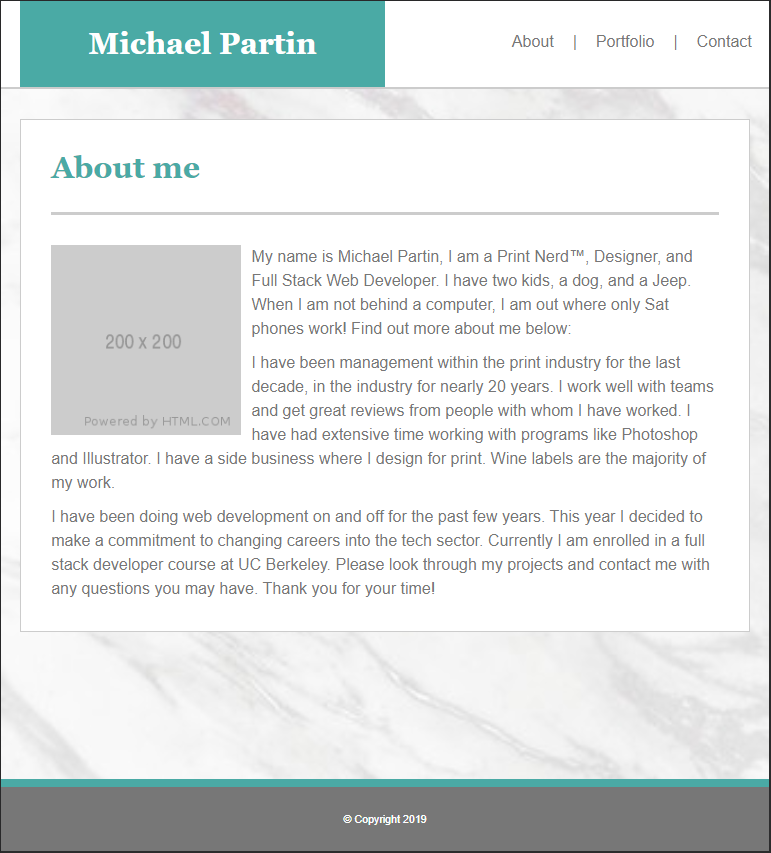 Michael Partin
About | Portfolio | Contact
About me
200 x 200
Powered by HTML.COM
My name is Michael Partin, I am a Print Nerd™, Designer, and
Full Stack Web Developer. I have two kids, a dog, and a Jeep.
When I am not behind a computer, I am out where only Sat
phones work! Find out more about me below:
I have been management within the print industry for the last
decade, in the industry for nearly 20 years. I work well with teams
and get great reviews from people with whom I have worked. I
have had extensive time working with programs like Photoshop
and Illustrator. I have a side business where I design for print. Wine labels are the majority of
my work.
I have been doing web development on and off for the past few years. This year I decided to
make a commitment to changing careers into the tech sector. Currently I am enrolled in a full
stack developer course at UC Berkeley. Please look through my projects and contact me with
any questions you may have. Thank you for your time!
© Copyright 2019